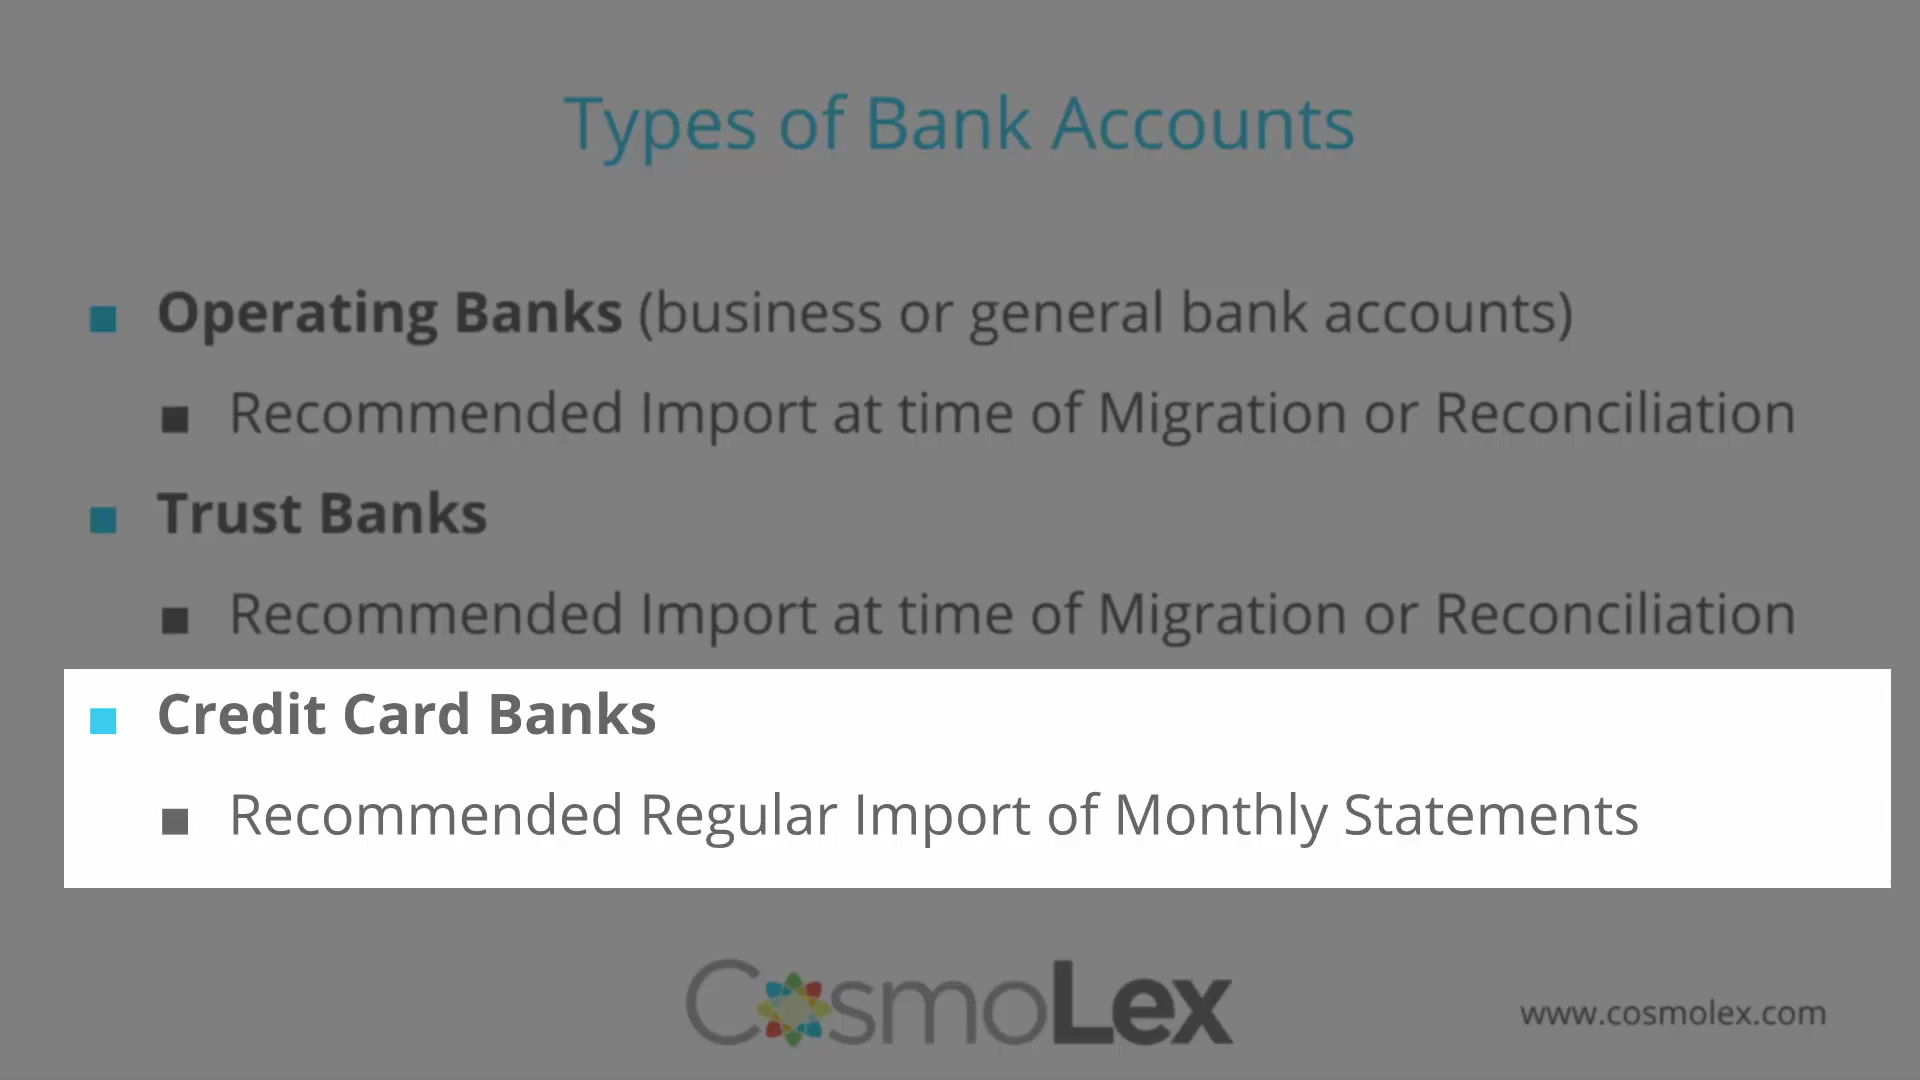 Types of Bank Accounts
Operating Banks (business or general bank accounts)
Recommended Import at time of Migration or Reconciliation
Trust Banks
Recommended Import at time of Migration or Reconciliation
Credit Card Banks
Recommended Regular Import of Monthly Statements
CosmoLex
www.cosmolex.com